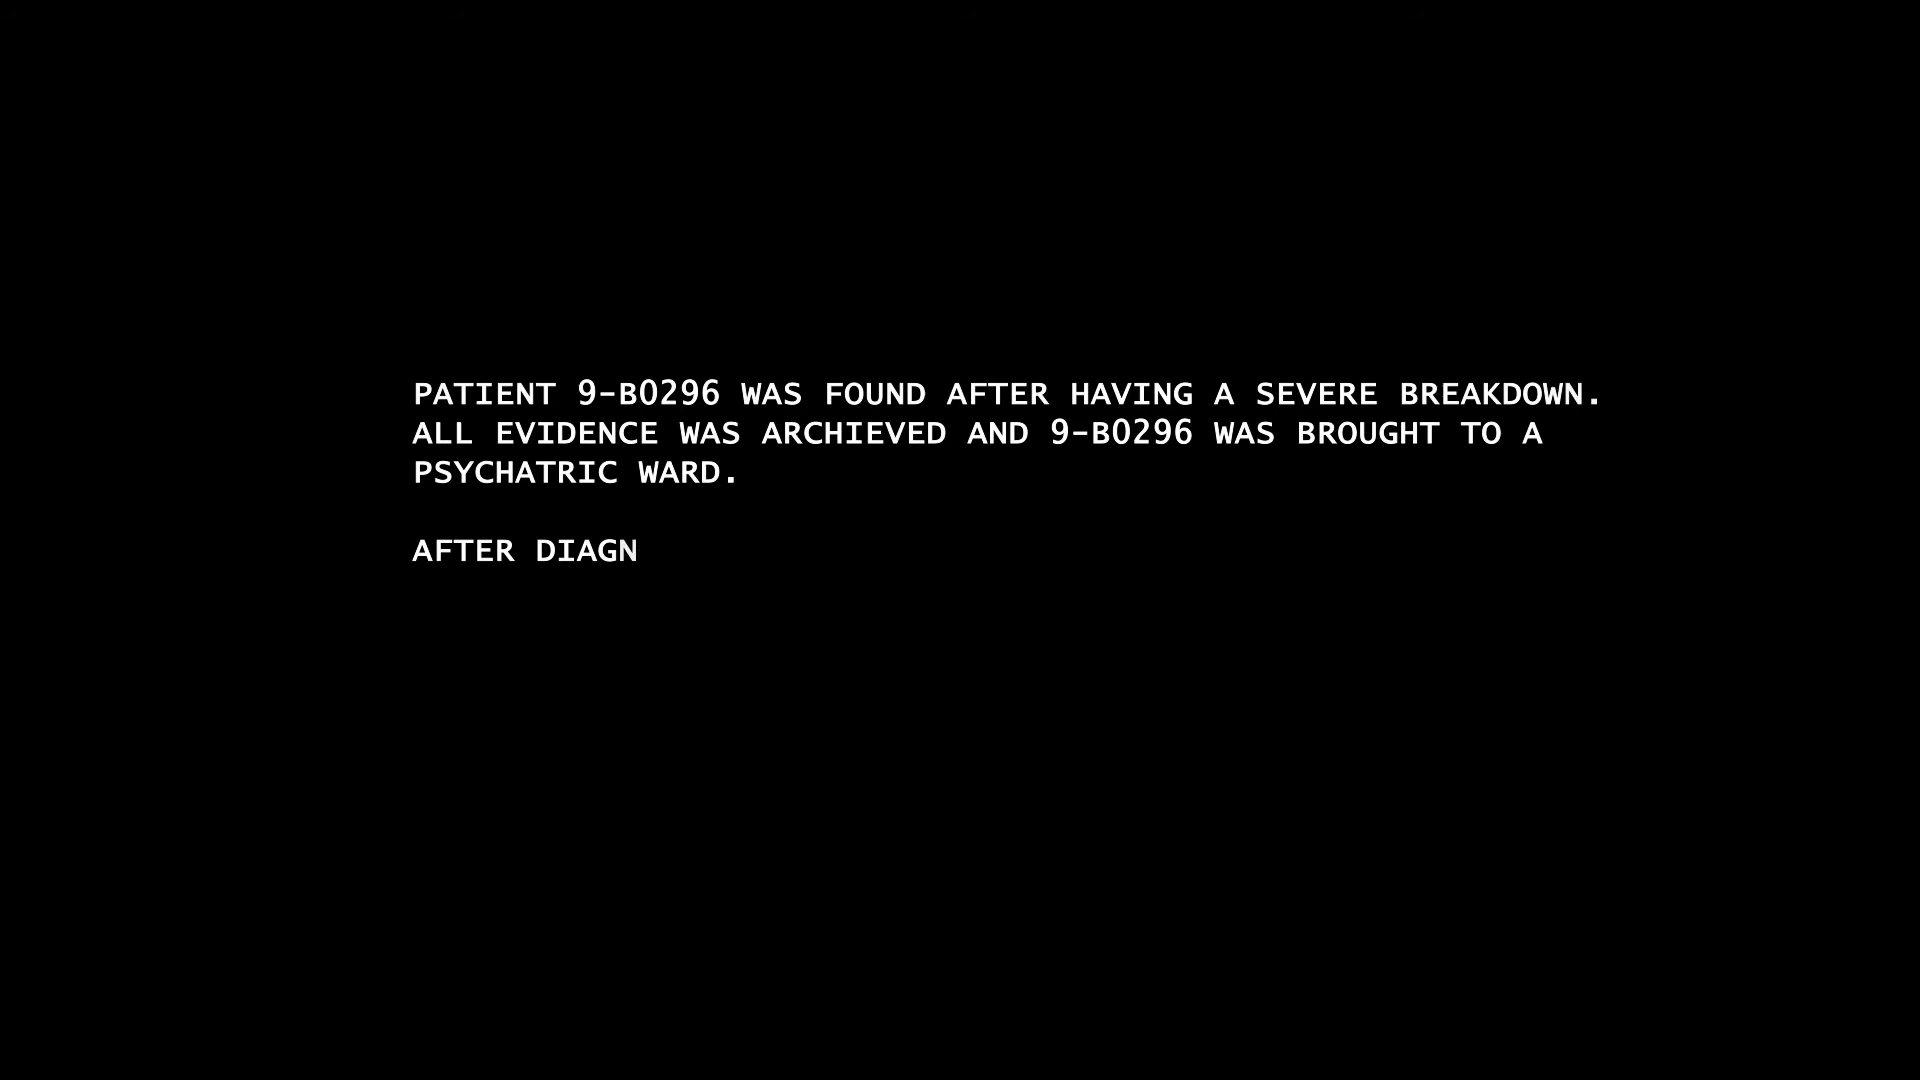 PATIENT 9-B0296 WAS FOUND AFTER HAVING A SEVERE BREAKDOWN.
ALL EVIDENCE WAS ARCHIEVED AND 9-B0296 WAS BROUGHT TO A
PSYCHATRIC WARD.
AFTER DIAGN